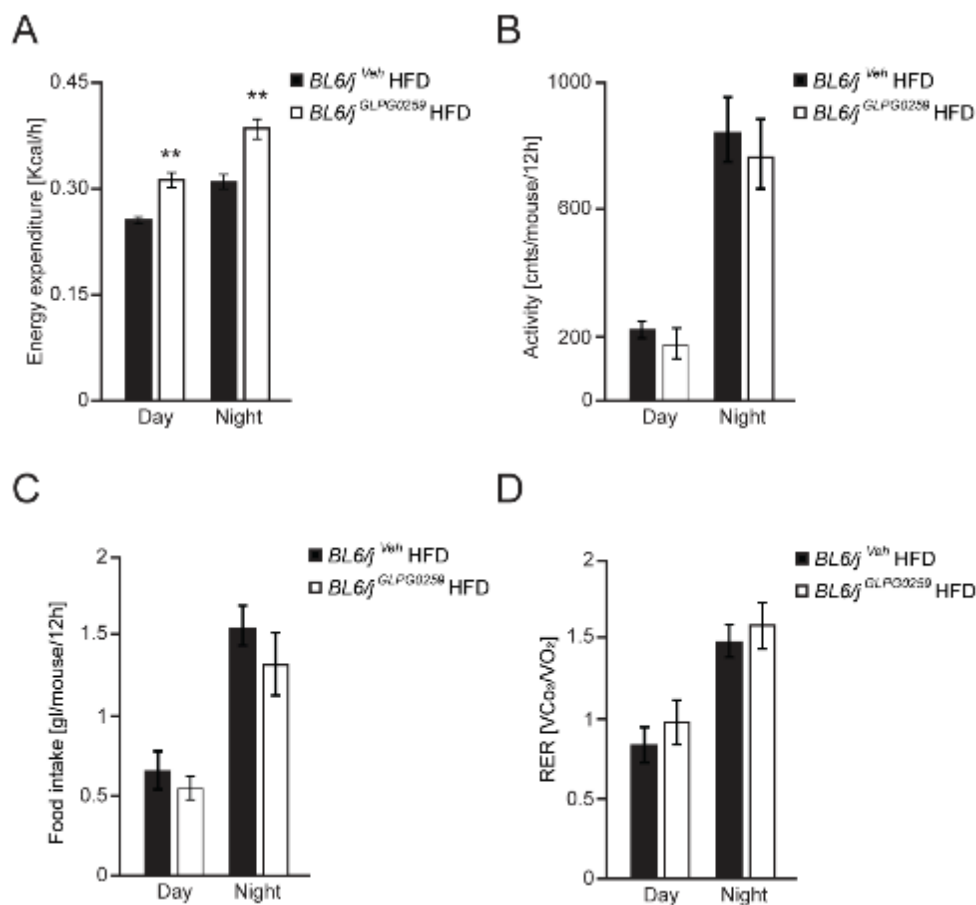 A
Energy expenditure [Kcal/h]
0.45
0.30
0.15
0
**
**
Day
Night
BL6/j Veh HFD
BL6/j GLPG0259 HFD
B
Activity [cnts/mouse/12h]
1000
600
200
0
Day
Night
BL6/j Veh HFD
BL6/j GLPG0259 HFD
C
Food intake [g|/mouse/12h]
2
1.5
1
0.5
0
Day
Night
BL6/j Veh HFD
BL6/j GLPG0259 HFD
D
RER [VCo₂/VO₂]
2
1.5
1
0.5
0
Day
Night
BL6/j Veh HFD
BL6/j GLPG0259 HFD